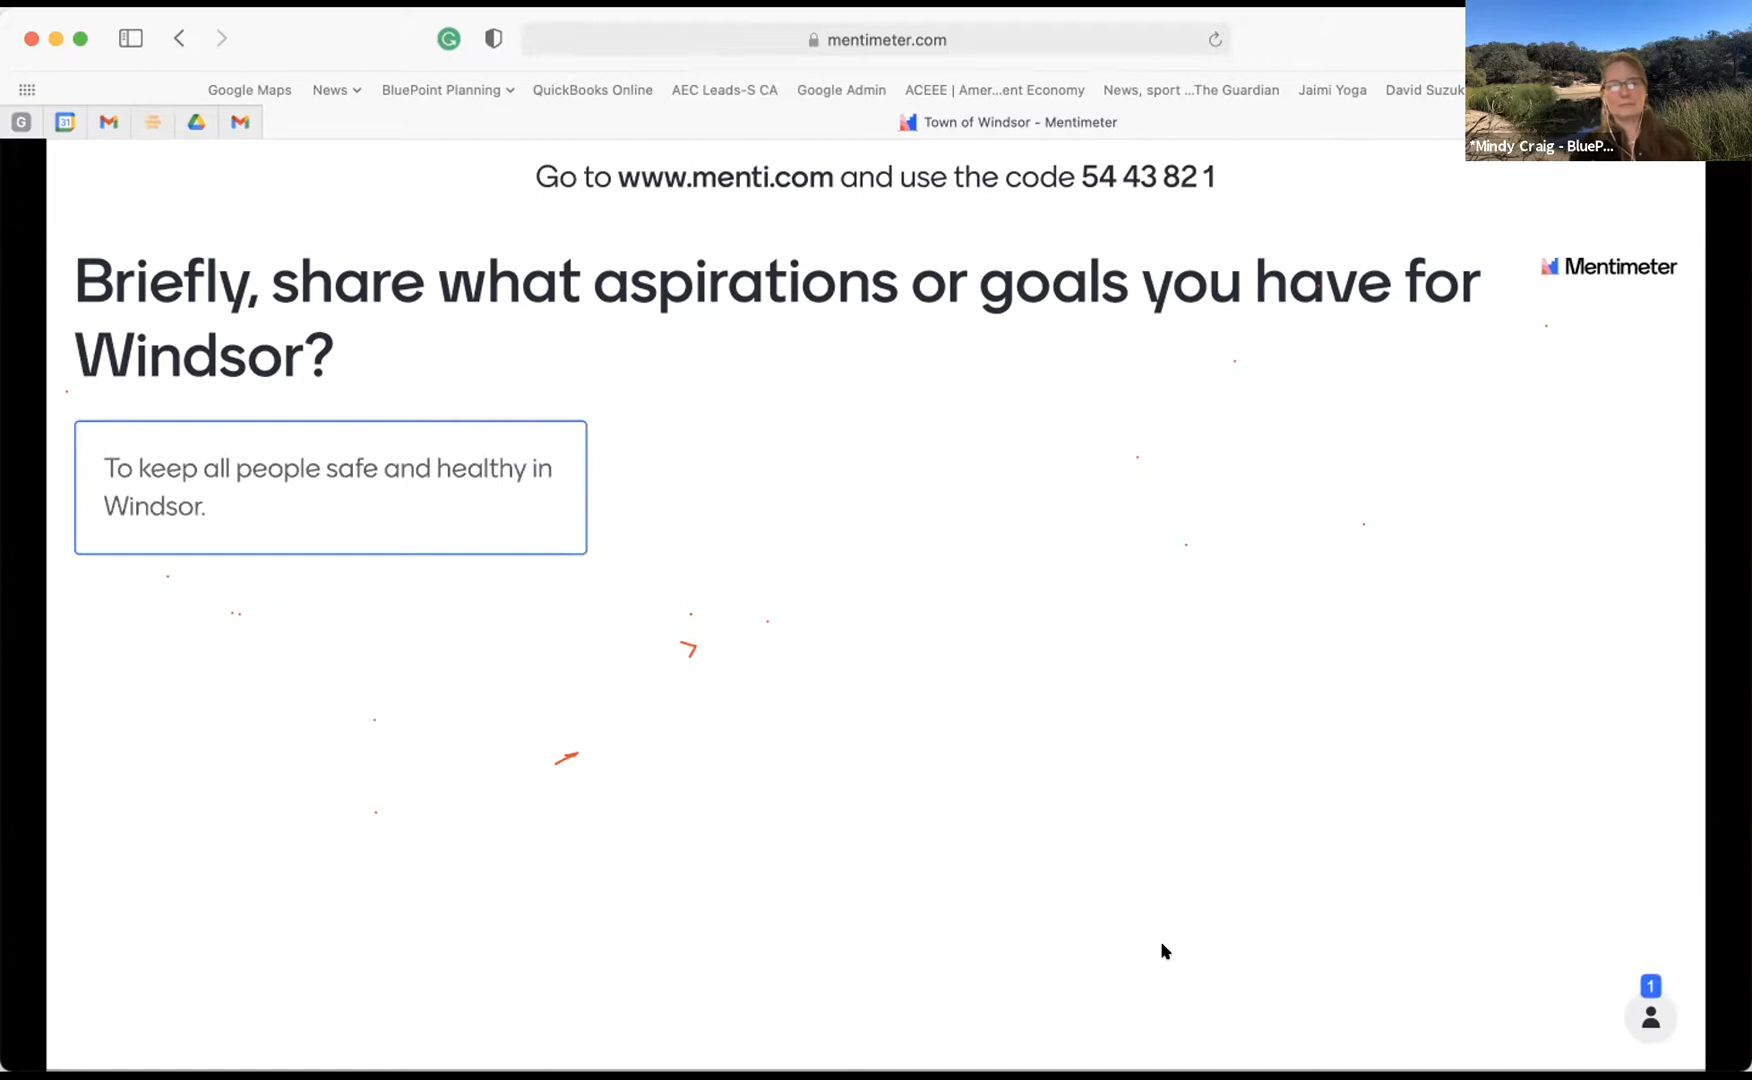 mentimeter.com
Google Maps
News
BluePoint Planning
QuickBooks Online
AEC Leads-S CA
Google Admin
ACEEE | Amer...ent Economy
News, sport ...The Guardian
Jaimi Yoga
David Suzuk
G
31
Town of Windsor - Mentimeter
*Mindy Craig - BlueP...
Go to www.menti.com and use the code 54 43 82 1
Briefly, share what aspirations or goals you have for
Windsor?
Mentimeter
To keep all people safe and healthy in
Windsor.
1